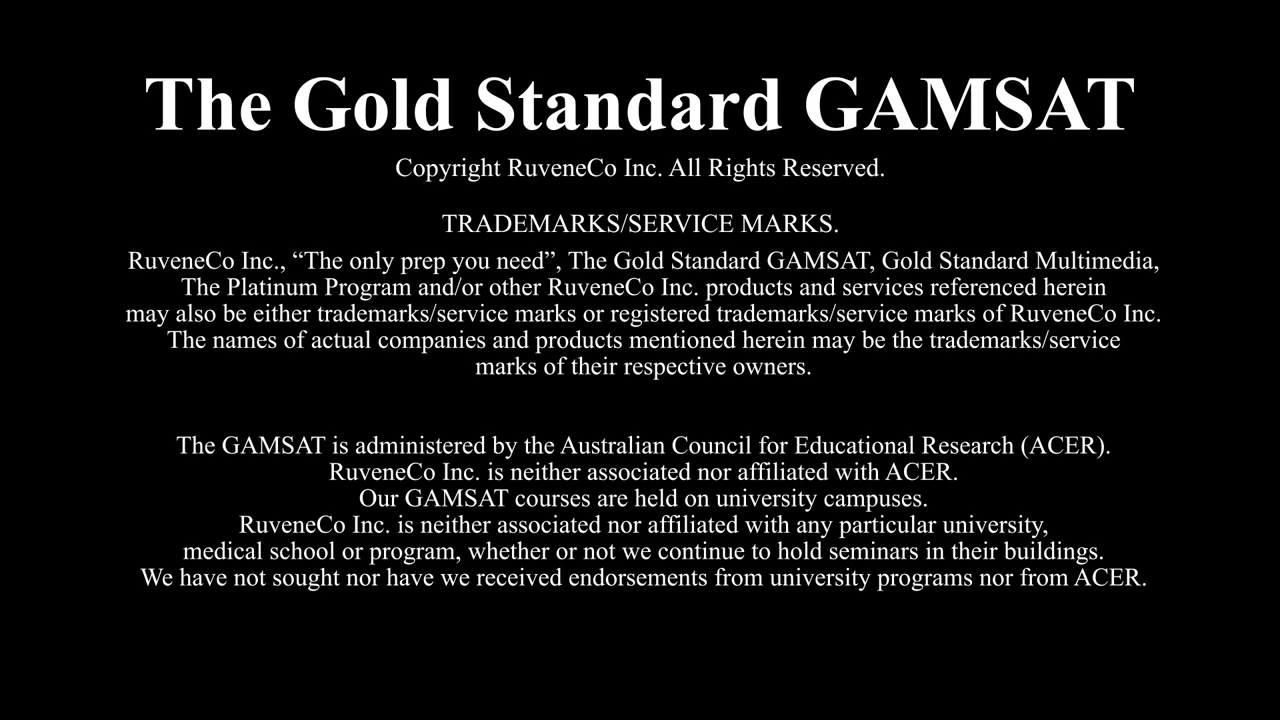 The Gold Standard GAMSAT
Copyright RuveneCo Inc. All Rights Reserved.
TRADEMARKS/SERVICE MARKS.
RuveneCo Inc., “The only prep you need”, The Gold Standard GAMSAT, Gold Standard Multimedia,
The Platinum Program and/or other RuveneCo Inc. products and services referenced herein
may also be either trademarks/service marks or registered trademarks/service marks of RuveneCo Inc.
The names of actual companies and products mentioned herein may be the trademarks/service
marks of their respective owners.
The GAMSAT is administered by the Australian Council for Educational Research (ACER).
RuveneCo Inc. is neither associated nor affiliated with ACER.
Our GAMSAT courses are held on university campuses.
RuveneCo Inc. is neither associated nor affiliated with any particular university,
medical school or program, whether or not we continue to hold seminars in their buildings.
We have not sought nor have we received endorsements from university programs nor from ACER.